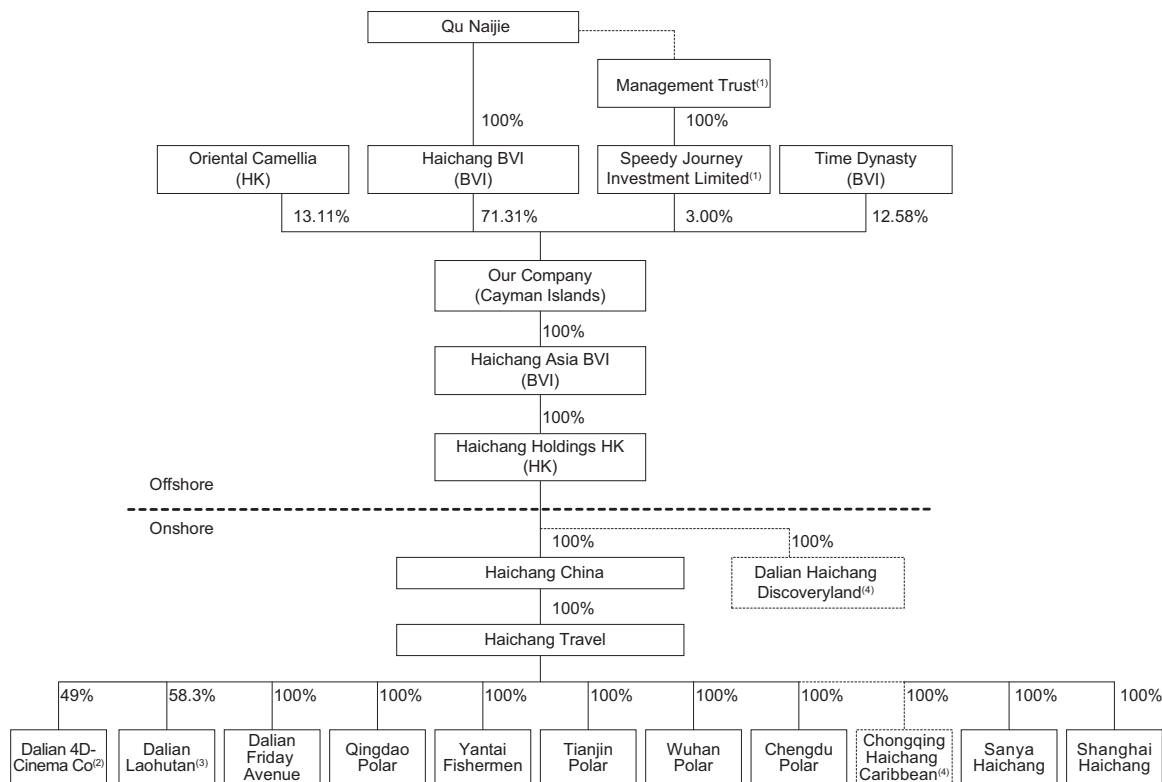 Qu Naijie
Management Trust(1)
100%
100%
Oriental Camellia
(HK)
Haichang BVI
(BVI)
Speedy Journey
Investment Limited(1)
Time Dynasty
(BVI)
13.11%
71.31%
3.00%
12.58%
Our Company
(Cayman Islands)
100%
Haichang Asia BVI
(BVI)
100%
Haichang Holdings HK
(HK)
Offshore
Onshore
100%
100%
Haichang China
Dalian Haichang
Discoveryland(4)
100%
Haichang Travel
49%
58.3%
100%
100%
100%
100%
100%
100%
100%
100%
100%
Dalian 4D-
Cinema Co(2)
Dalian
Laohutan(3)
Dalian
Friday
Avenue
Qingdao
Polar
Yantai
Fishermen
Tianjin
Polar
Wuhan
Polar
Chengdu
Polar
Chongqing
Haichang
Caribbean(4)
Sanya
Haichang
Shanghai
Haichang